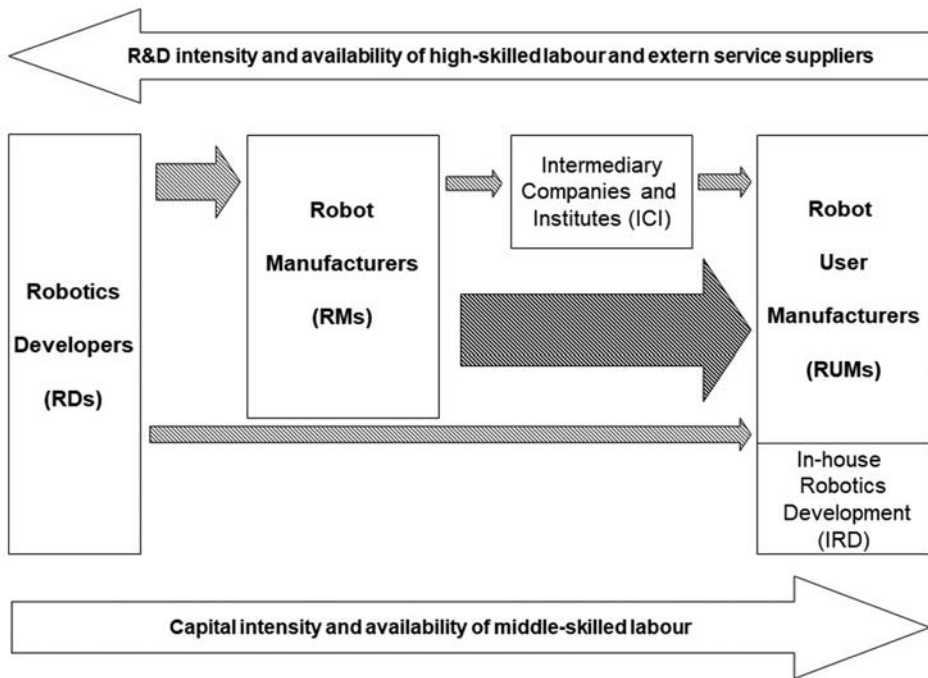 R&D intensity and availability of high-skilled labour and extern service suppliers
Robotics
Developers
(RDs)
Robot
Manufacturers
(RMs)
Intermediary
Companies and
Institutes (ICI)
Robot
User
Manufacturers
(RUMs)
In-house
Robotics
Development
(IRD)
Capital intensity and availability of middle-skilled labour